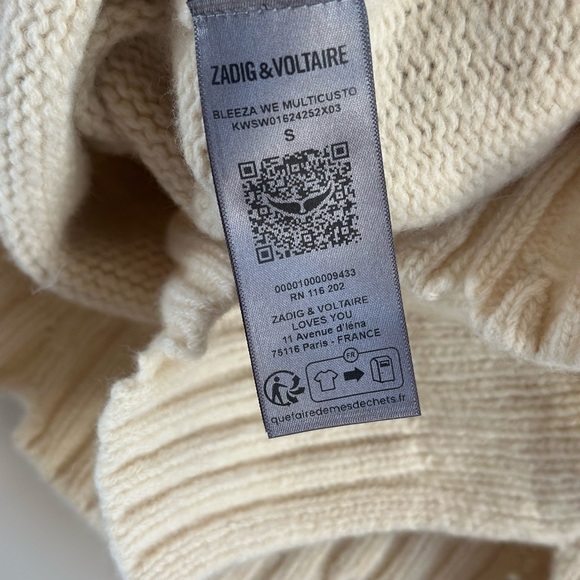 ZADIG & VOLTAIRE
BLEEZA WE MULTICUSTO
KWSW01624252X03
S
00001000009433
RN 116 202
ZADIG & VOLTAIRE
LOVES YOU
11 Avenue d'Iéna
75116 Paris - FRANCE
FR
quefairedemesdechets.fr